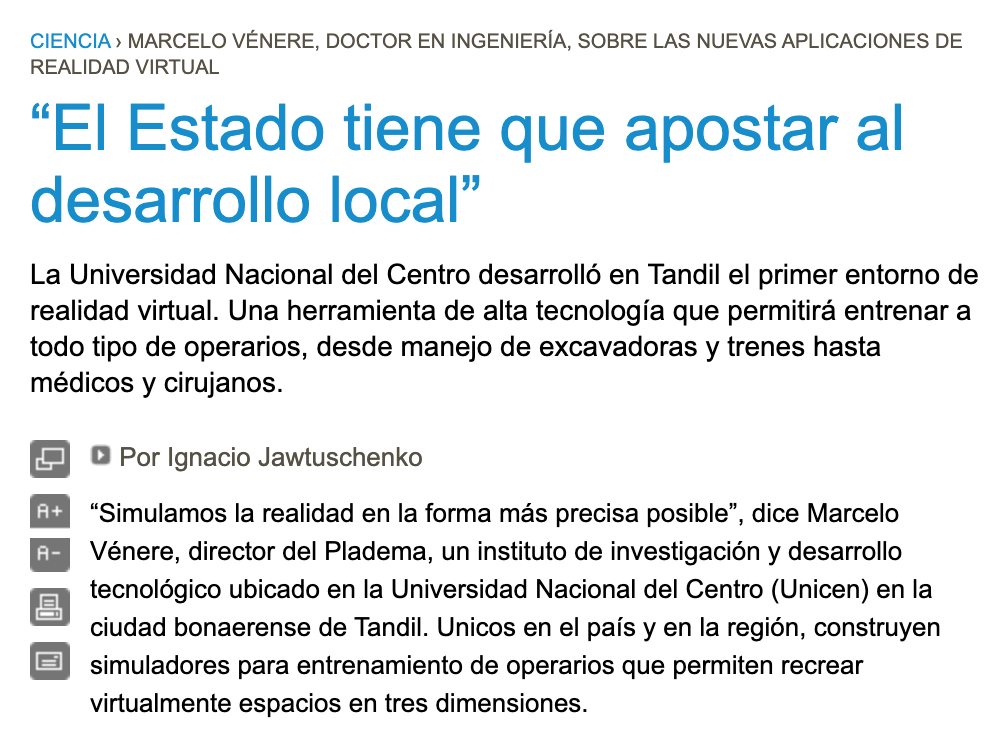 CIENCIA › MARCELO VÉNERE, DOCTOR EN INGENIERÍA, SOBRE LAS NUEVAS APLICACIONES DE
REALIDAD VIRTUAL
“El Estado tiene que apostar al
desarrollo local”
La Universidad Nacional del Centro desarrolló en Tandil el primer entorno de
realidad virtual. Una herramienta de alta tecnología que permitirá entrenar a
todo tipo de operarios, desde manejo de excavadoras y trenes hasta
médicos y cirujanos.
Por Ignacio Jawtuschenko
A+
A-
“Simulamos la realidad en la forma más precisa posible”, dice Marcelo
Vénere, director del Pladema, un instituto de investigación y desarrollo
tecnológico ubicado en la Universidad Nacional del Centro (Unicen) en la
ciudad bonaerense de Tandil. Unicos en el país y en la región, construyen
simuladores para entrenamiento de operarios que permiten recrear
virtualmente espacios en tres dimensiones.